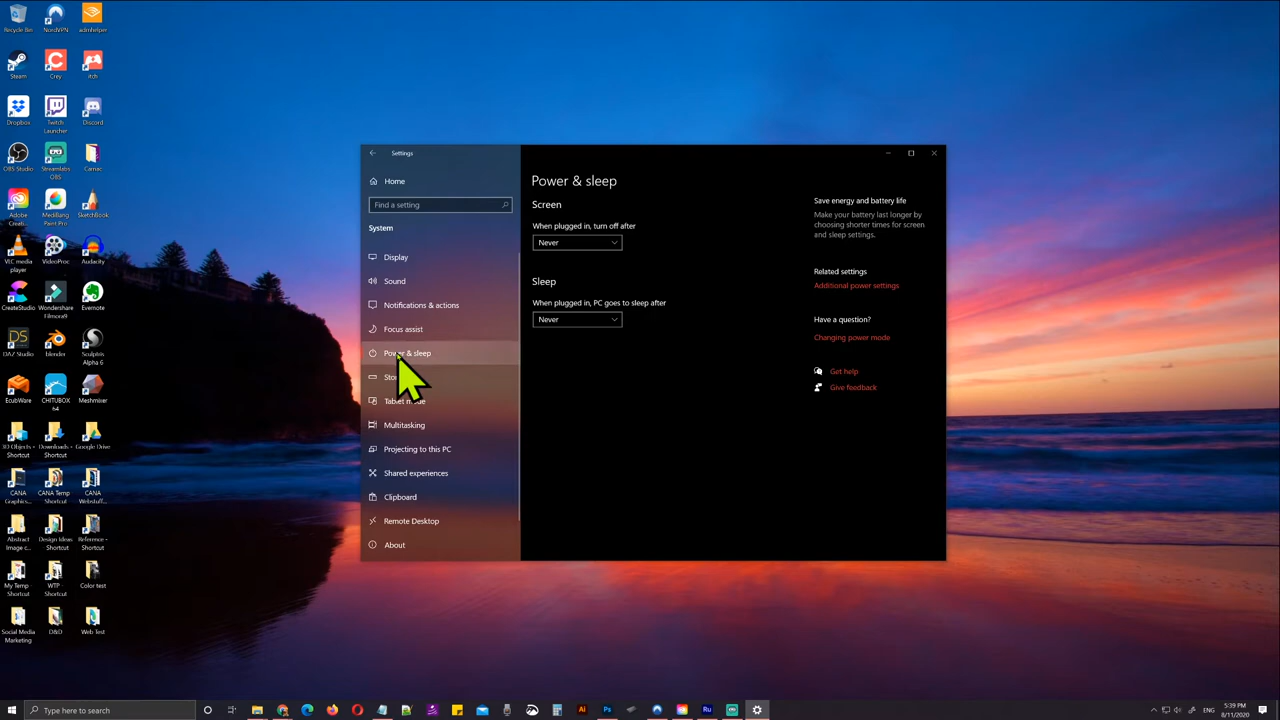 Recycle Bin
NordVPN
admhelper
Steam
Crey
itch
Dropbox
Twitch
Launcher
Discord
OBS Studio
Streamlabs
OBS
Carnac
Adobe
Creati...
MediBang
Paint Pro
SketchBook
VLC media
player
VideoProc
Audacity
CreateStudio
Wondershare
Filmora9
Evernote
DAZ Studio
blender
Sculptris
Alpha 6
EcubWare
CHITUBOX
64
Meshmixer
3D Objects -
Shortcut
Downloads -
Shortcut
Google Drive
CANA
Graphics...
CANA Temp
Shortcut
CANA
Webstuff...
Abstract
Image c...
Design Ideas
Shortcut
Reference -
Shortcut
My Temp -
Shortcut
WTP -
Shortcut
Color test
Social Media
Marketing
D&D
Web Test
Settings
Home
Find a setting
System
Display
Sound
Notifications & actions
Focus assist
Power & sleep
Tablet mode
Multitasking
Projecting to this PC
Shared experiences
Clipboard
Remote Desktop
About
Power & sleep
Screen
When plugged in, turn off after
Never
Sleep
When plugged in, PC goes to sleep after
Never
Save energy and battery life
Make your battery last longer by
choosing shorter times for screen
and sleep settings.
Related settings
Additional power settings
Have a question?
Changing power mode
Get help
Give feedback
Type here to search
ENG
5:39 PM
8/11/2020